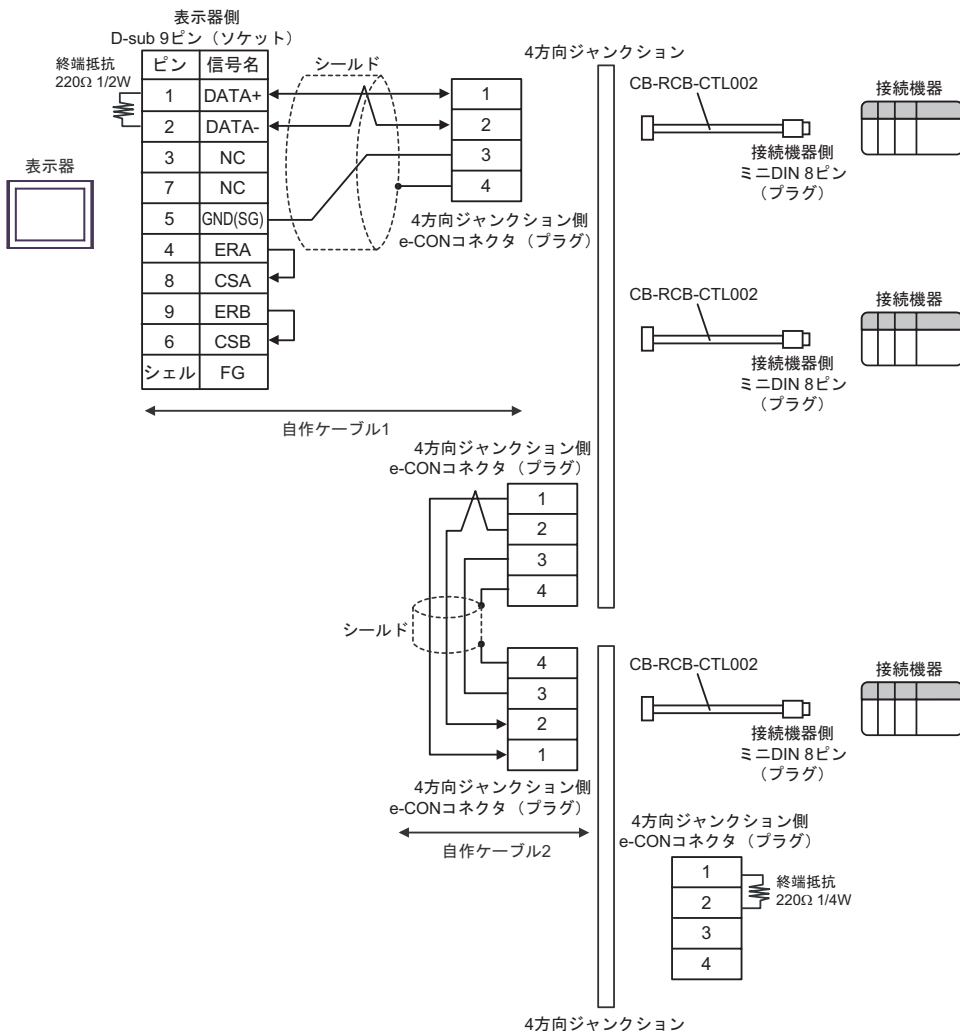 表示器側
D-sub 9ピン（ソケット）
終端抵抗
220Ω 1/2W
ピン 信号名
1 DATA+
2 DATA-
3 NC
7 NC
5 GND(SG)
4 ERA
8 CSA
9 ERB
6 CSB
シェル FG
表示器
シールド
1
2
3
4
4方向ジャンクション側
e-CONコネクタ（プラグ）
自作ケーブル1
4方向ジャンクション
CB-RCB-CTL002
接続機器側
ミニDIN 8ピン
（プラグ）
接続機器
CB-RCB-CTL002
接続機器側
ミニDIN 8ピン
（プラグ）
接続機器
4方向ジャンクション側
e-CONコネクタ（プラグ）
1
2
3
4
シールド
4
3
2
1
4方向ジャンクション側
e-CONコネクタ（プラグ）
自作ケーブル2
CB-RCB-CTL002
接続機器側
ミニDIN 8ピン
（プラグ）
接続機器
4方向ジャンクション側
e-CONコネクタ（プラグ）
1
2
3
4
終端抵抗
220Ω 1/4W
4方向ジャンクション